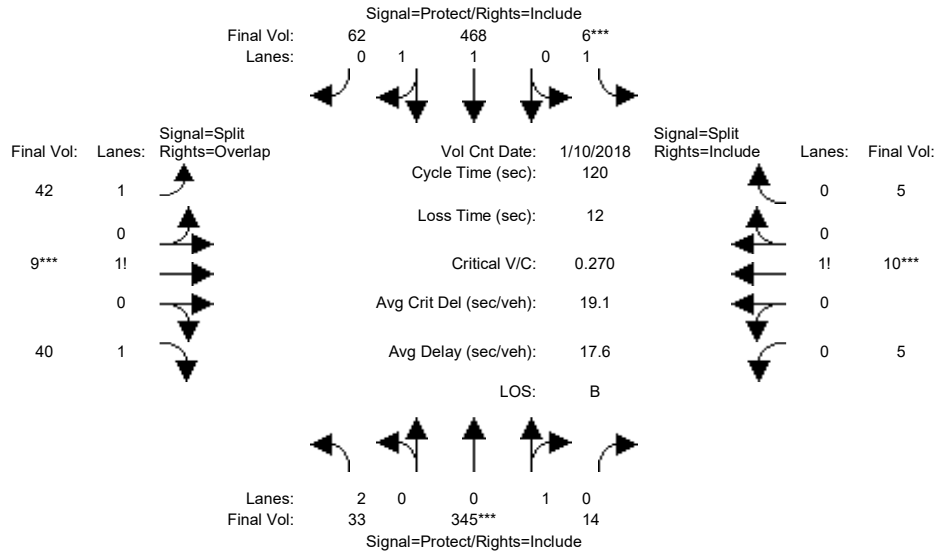 Signal=Protect/Rights=Include
Final Vol: 62 468 6***
Lanes: 0 1 1 0 1
Signal=Split
Final Vol: Lanes: Rights=Overlap
Vol Cnt Date: 1/10/2018
Signal=Split
Rights=Include Lanes: Final Vol:
Cycle Time (sec): 120
42 1
0 5
Loss Time (sec): 12
0
0
9*** 1!
Critical V/C: 0.270
1! 10***
0
Avg Crit Del (sec/veh): 19.1
0
40 1
Avg Delay (sec/veh): 17.6
0 5
LOS: B
Lanes: 2 0 0 1 0
Final Vol: 33 345*** 14
Signal=Protect/Rights=Include